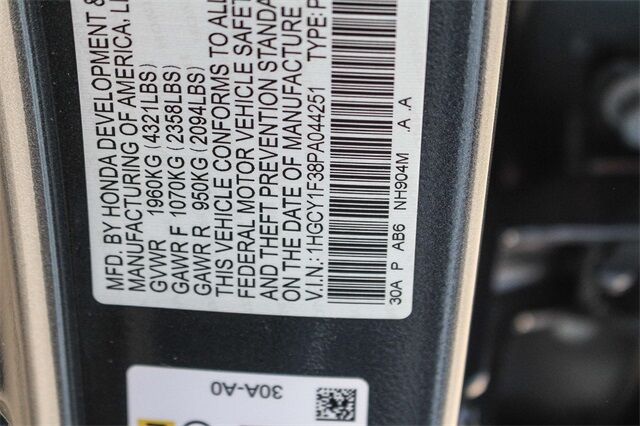 MFD. BY HONDA DEVELOPMENT &
MANUFACTURING OF AMERICA, L
GVWR 1960KG (4321LBS)
GAWR F 1070KG (2358LBS)
GAWR R 950KG (2094LBS)
THIS VEHICLE CONFORMS TO ALL
FEDERAL MOTOR VEHICLE SAFET
AND THEFT PREVENTION STANDA
ON THE DATE OF MANUFACTURE
V.I.N.: 1HGCY1F38PA044251 TYPE:P
30A P AB6 NH904M .A .A
30A-A0